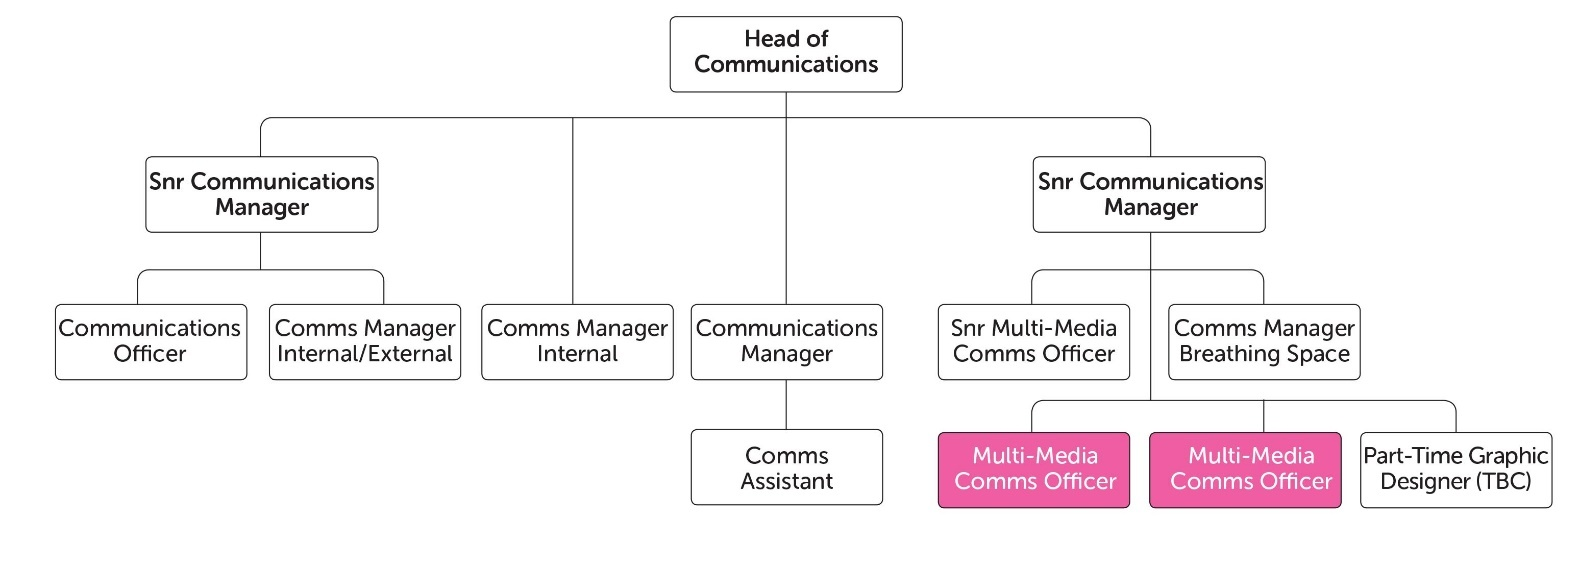 Head of
Communications
Snr Communications
Manager
Snr Communications
Manager
Communications
Officer
Comms Manager
Internal/External
Comms Manager
Internal
Communications
Manager
Snr Multi-Media
Comms Officer
Comms Manager
Breathing Space
Comms
Assistant
Multi-Media
Comms Officer
Multi-Media
Comms Officer
Part-Time Graphic
Designer (TBC)